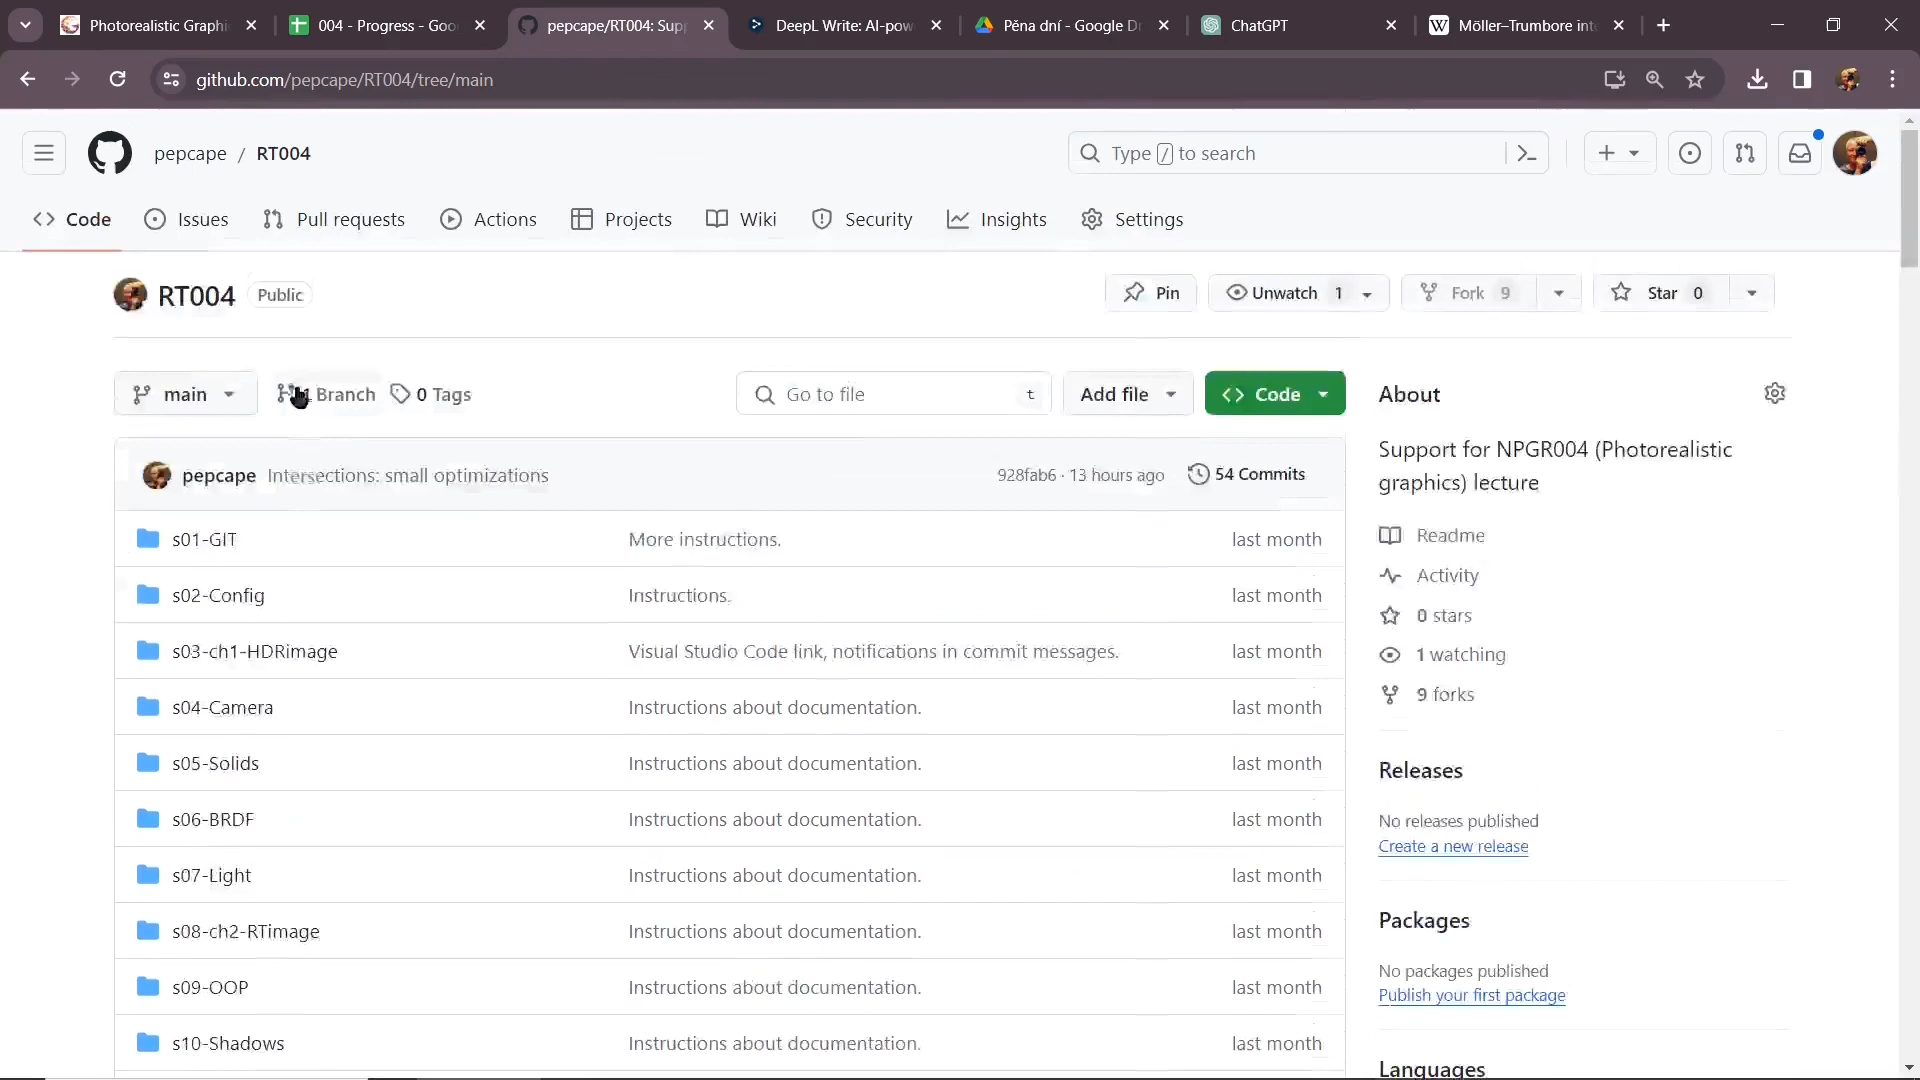 Photorealistic Graphi
004 - Progress - Goo
pepcape/RT004: Supp
DeepL Write: AI-pow
Pěna dní - Google D
ChatGPT
Möller–Trumbore inte
github.com/pepcape/RT004/tree/main
pepcape / RT004
Type / to search
Code
Issues
Pull requests
Actions
Projects
Wiki
Security
Insights
Settings
RT004
Public
Pin
Unwatch 1
Fork 9
Star 0
main
Branch
0 Tags
Go to file
t
Add file
Code
About
pepcape Intersections: small optimizations
928fab6 · 13 hours ago
54 Commits
Support for NPGR004 (Photorealistic
graphics) lecture
s01-GIT
More instructions.
last month
Readme
s02-Config
Instructions.
last month
Activity
0 stars
s03-ch1-HDRimage
Visual Studio Code link, notifications in commit messages.
last month
1 watching
s04-Camera
Instructions about documentation.
last month
9 forks
s05-Solids
Instructions about documentation.
last month
Releases
s06-BRDF
Instructions about documentation.
last month
No releases published
Create a new release
s07-Light
Instructions about documentation.
last month
s08-ch2-RTimage
Instructions about documentation.
last month
Packages
s09-OOP
Instructions about documentation.
last month
No packages published
Publish your first package
s10-Shadows
Instructions about documentation.
last month
Languages